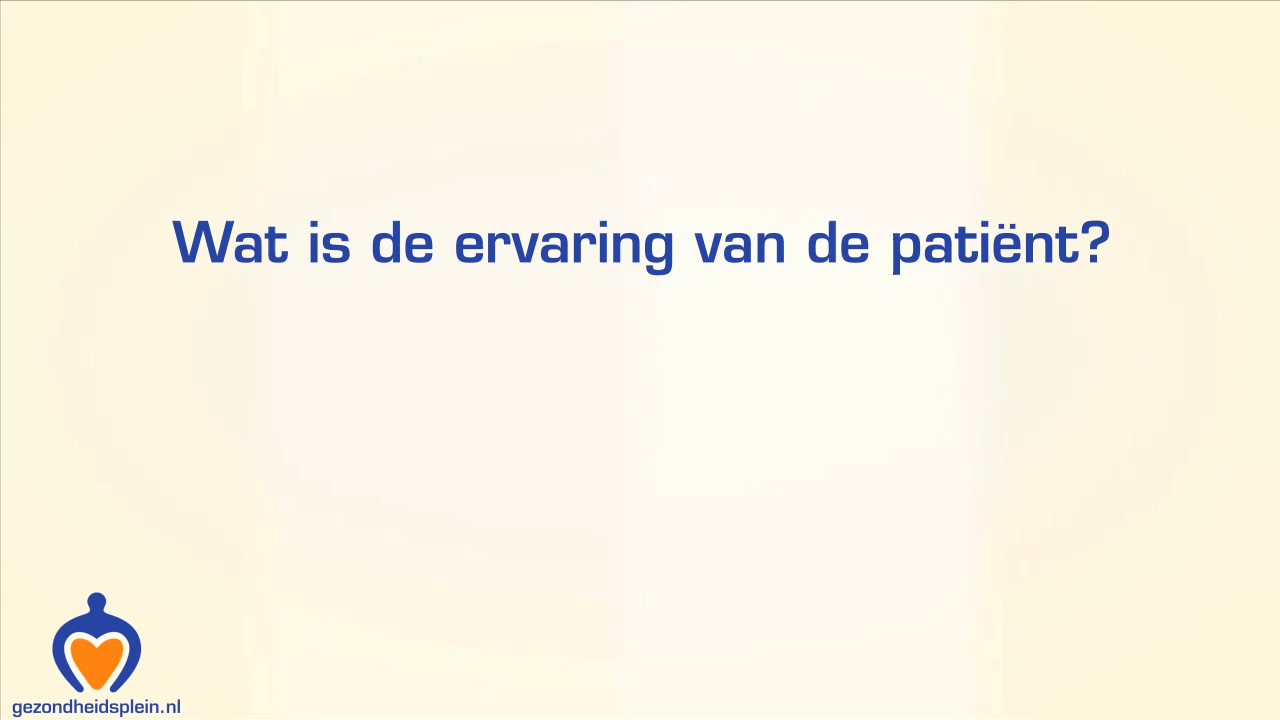 Wat is de ervaring van de patiënt?
gezondheidsplein.nl